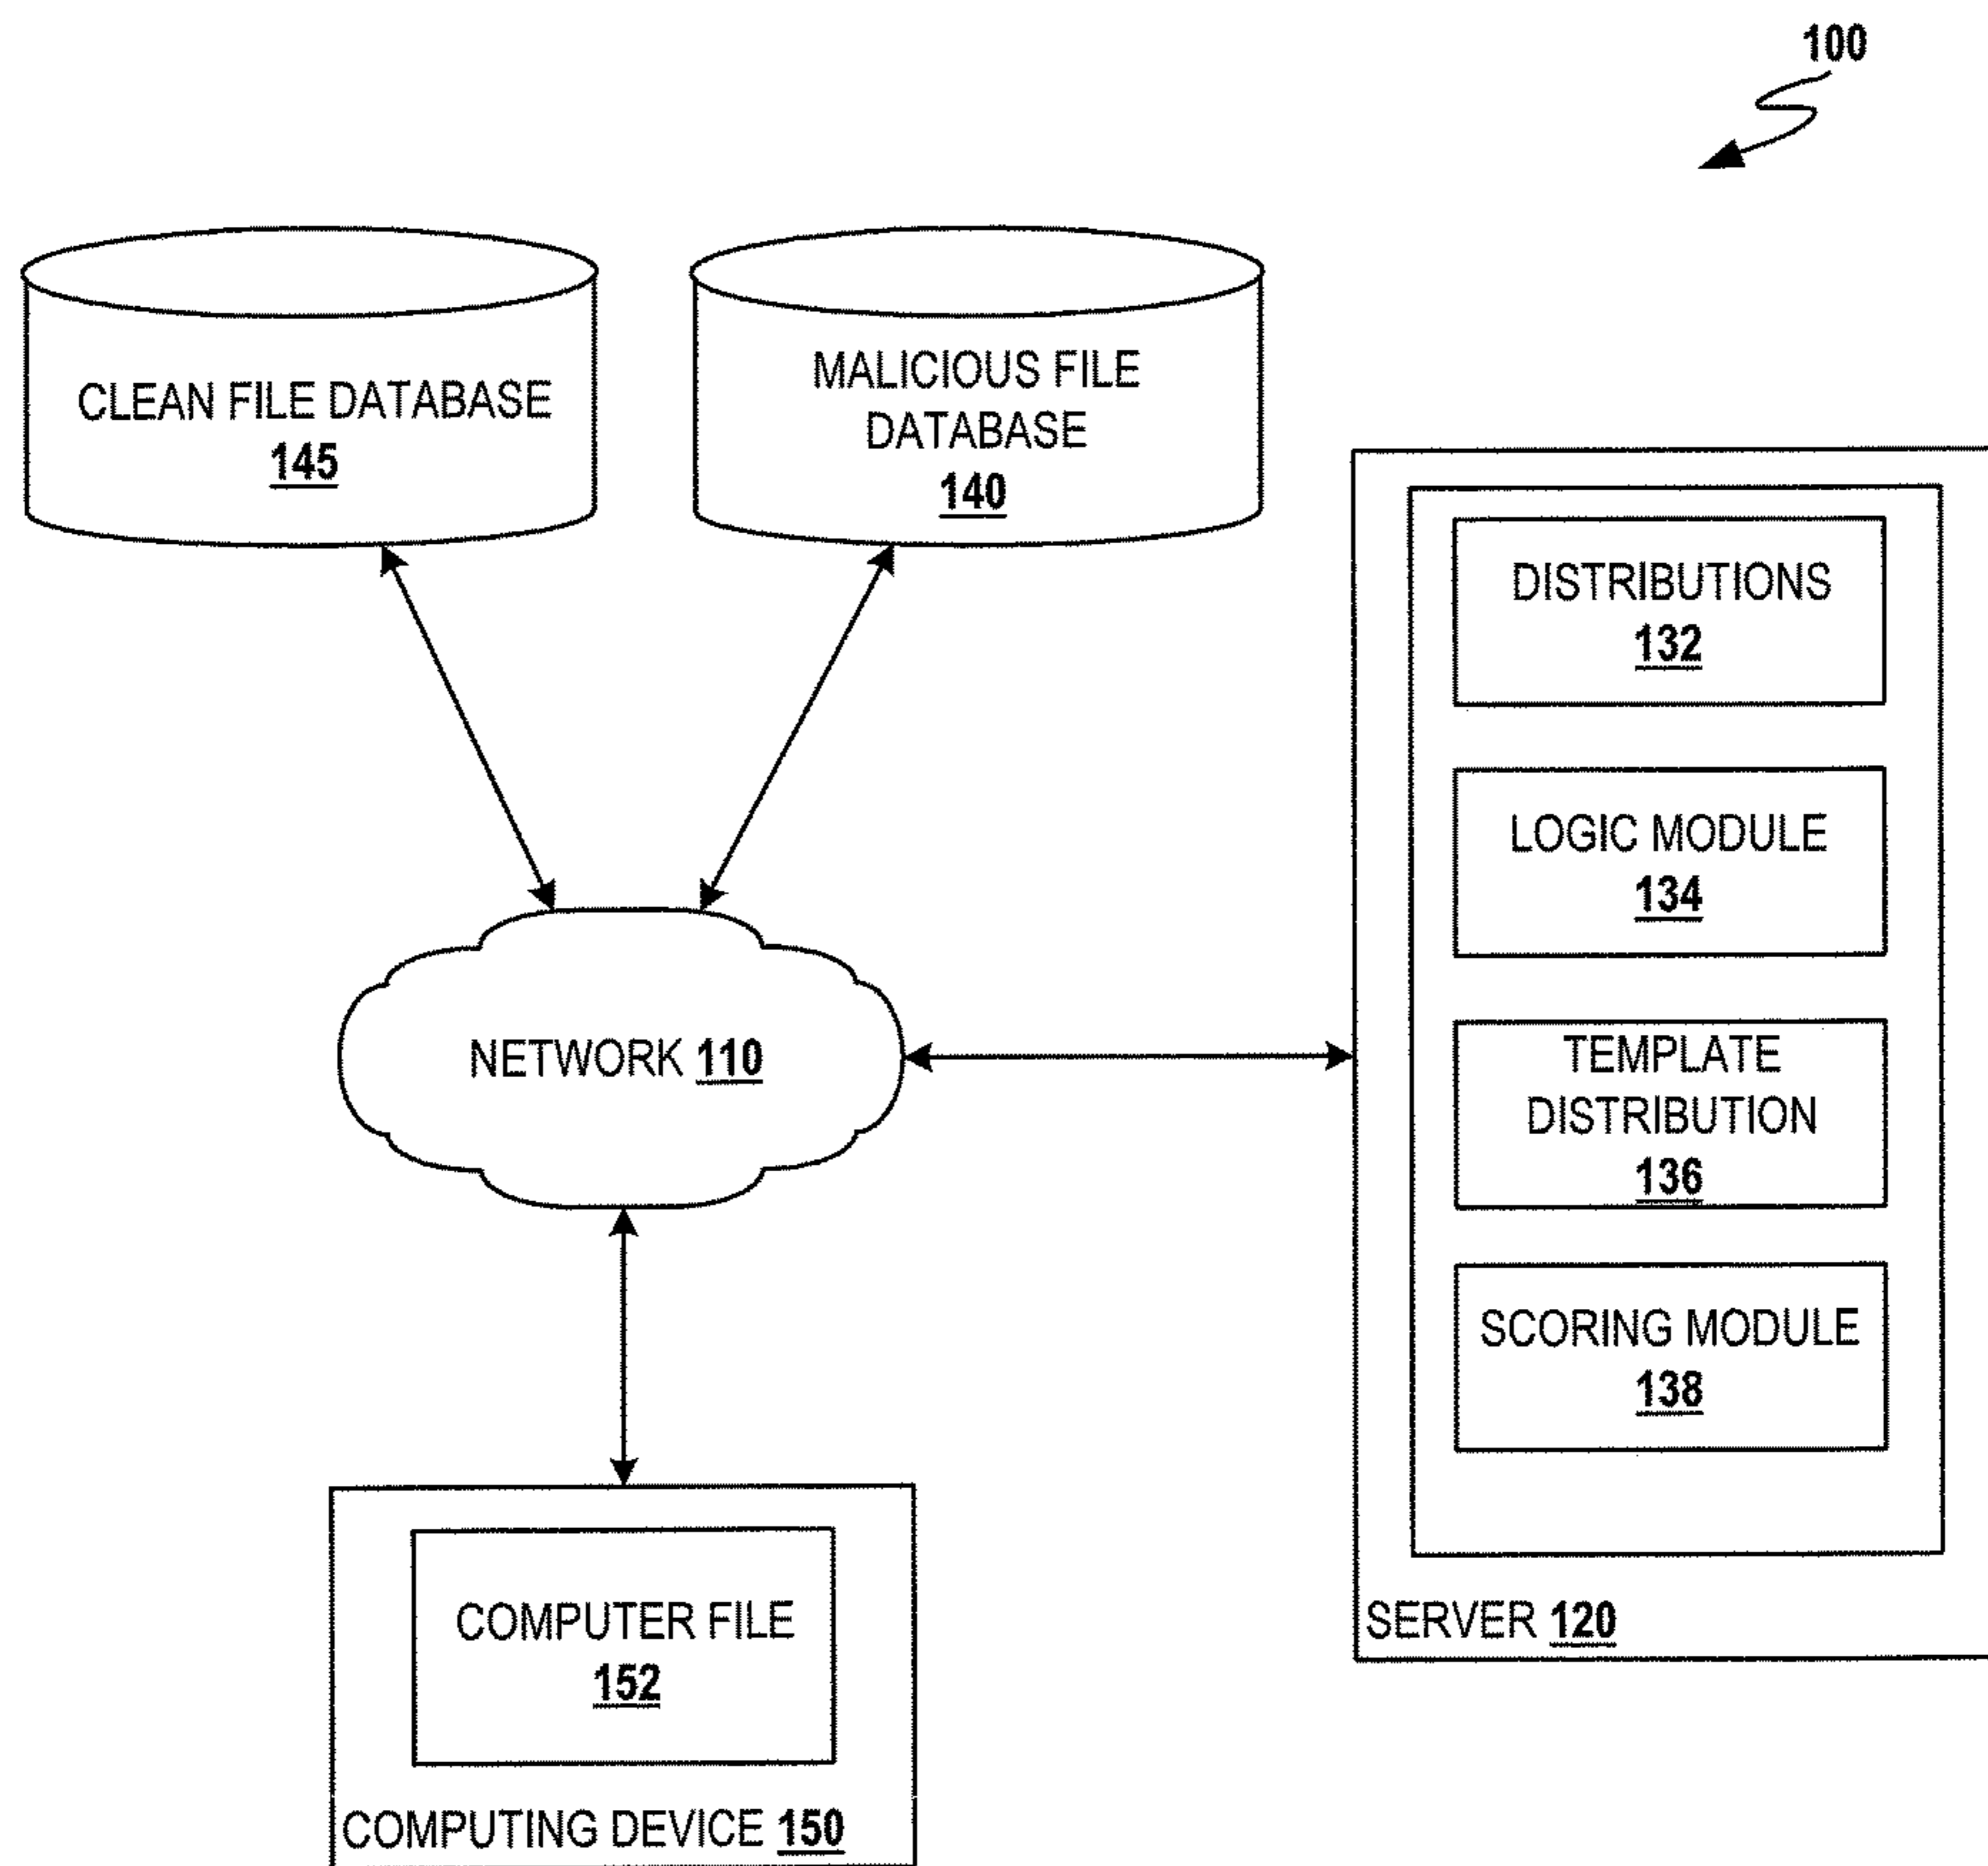 100
CLEAN FILE DATABASE
145
MALICIOUS FILE
DATABASE
140
DISTRIBUTIONS
132
LOGIC MODULE
134
TEMPLATE
DISTRIBUTION
136
SCORING MODULE
138
SERVER 120
NETWORK 110
COMPUTER FILE
152
COMPUTING DEVICE 150